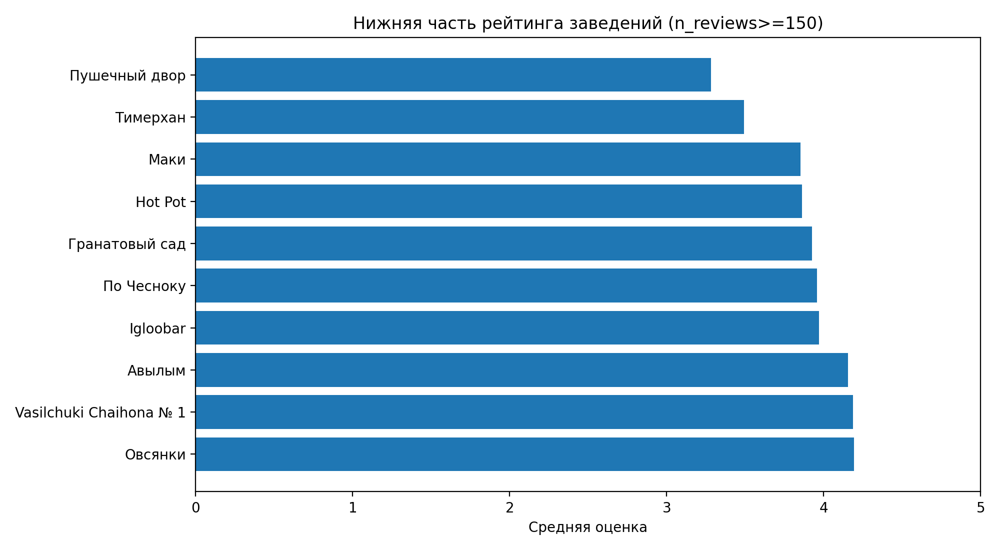 Нижняя часть рейтинга заведений (n_reviews>=150)
Пушечный двор
Тимерхан
Маки
Hot Pot
Гранатовый сад
По Чесноку
Igloobar
Авылым
Vasilchuki Chaihona № 1
Овсянки
0 1 2 3 4 5
Средняя оценка